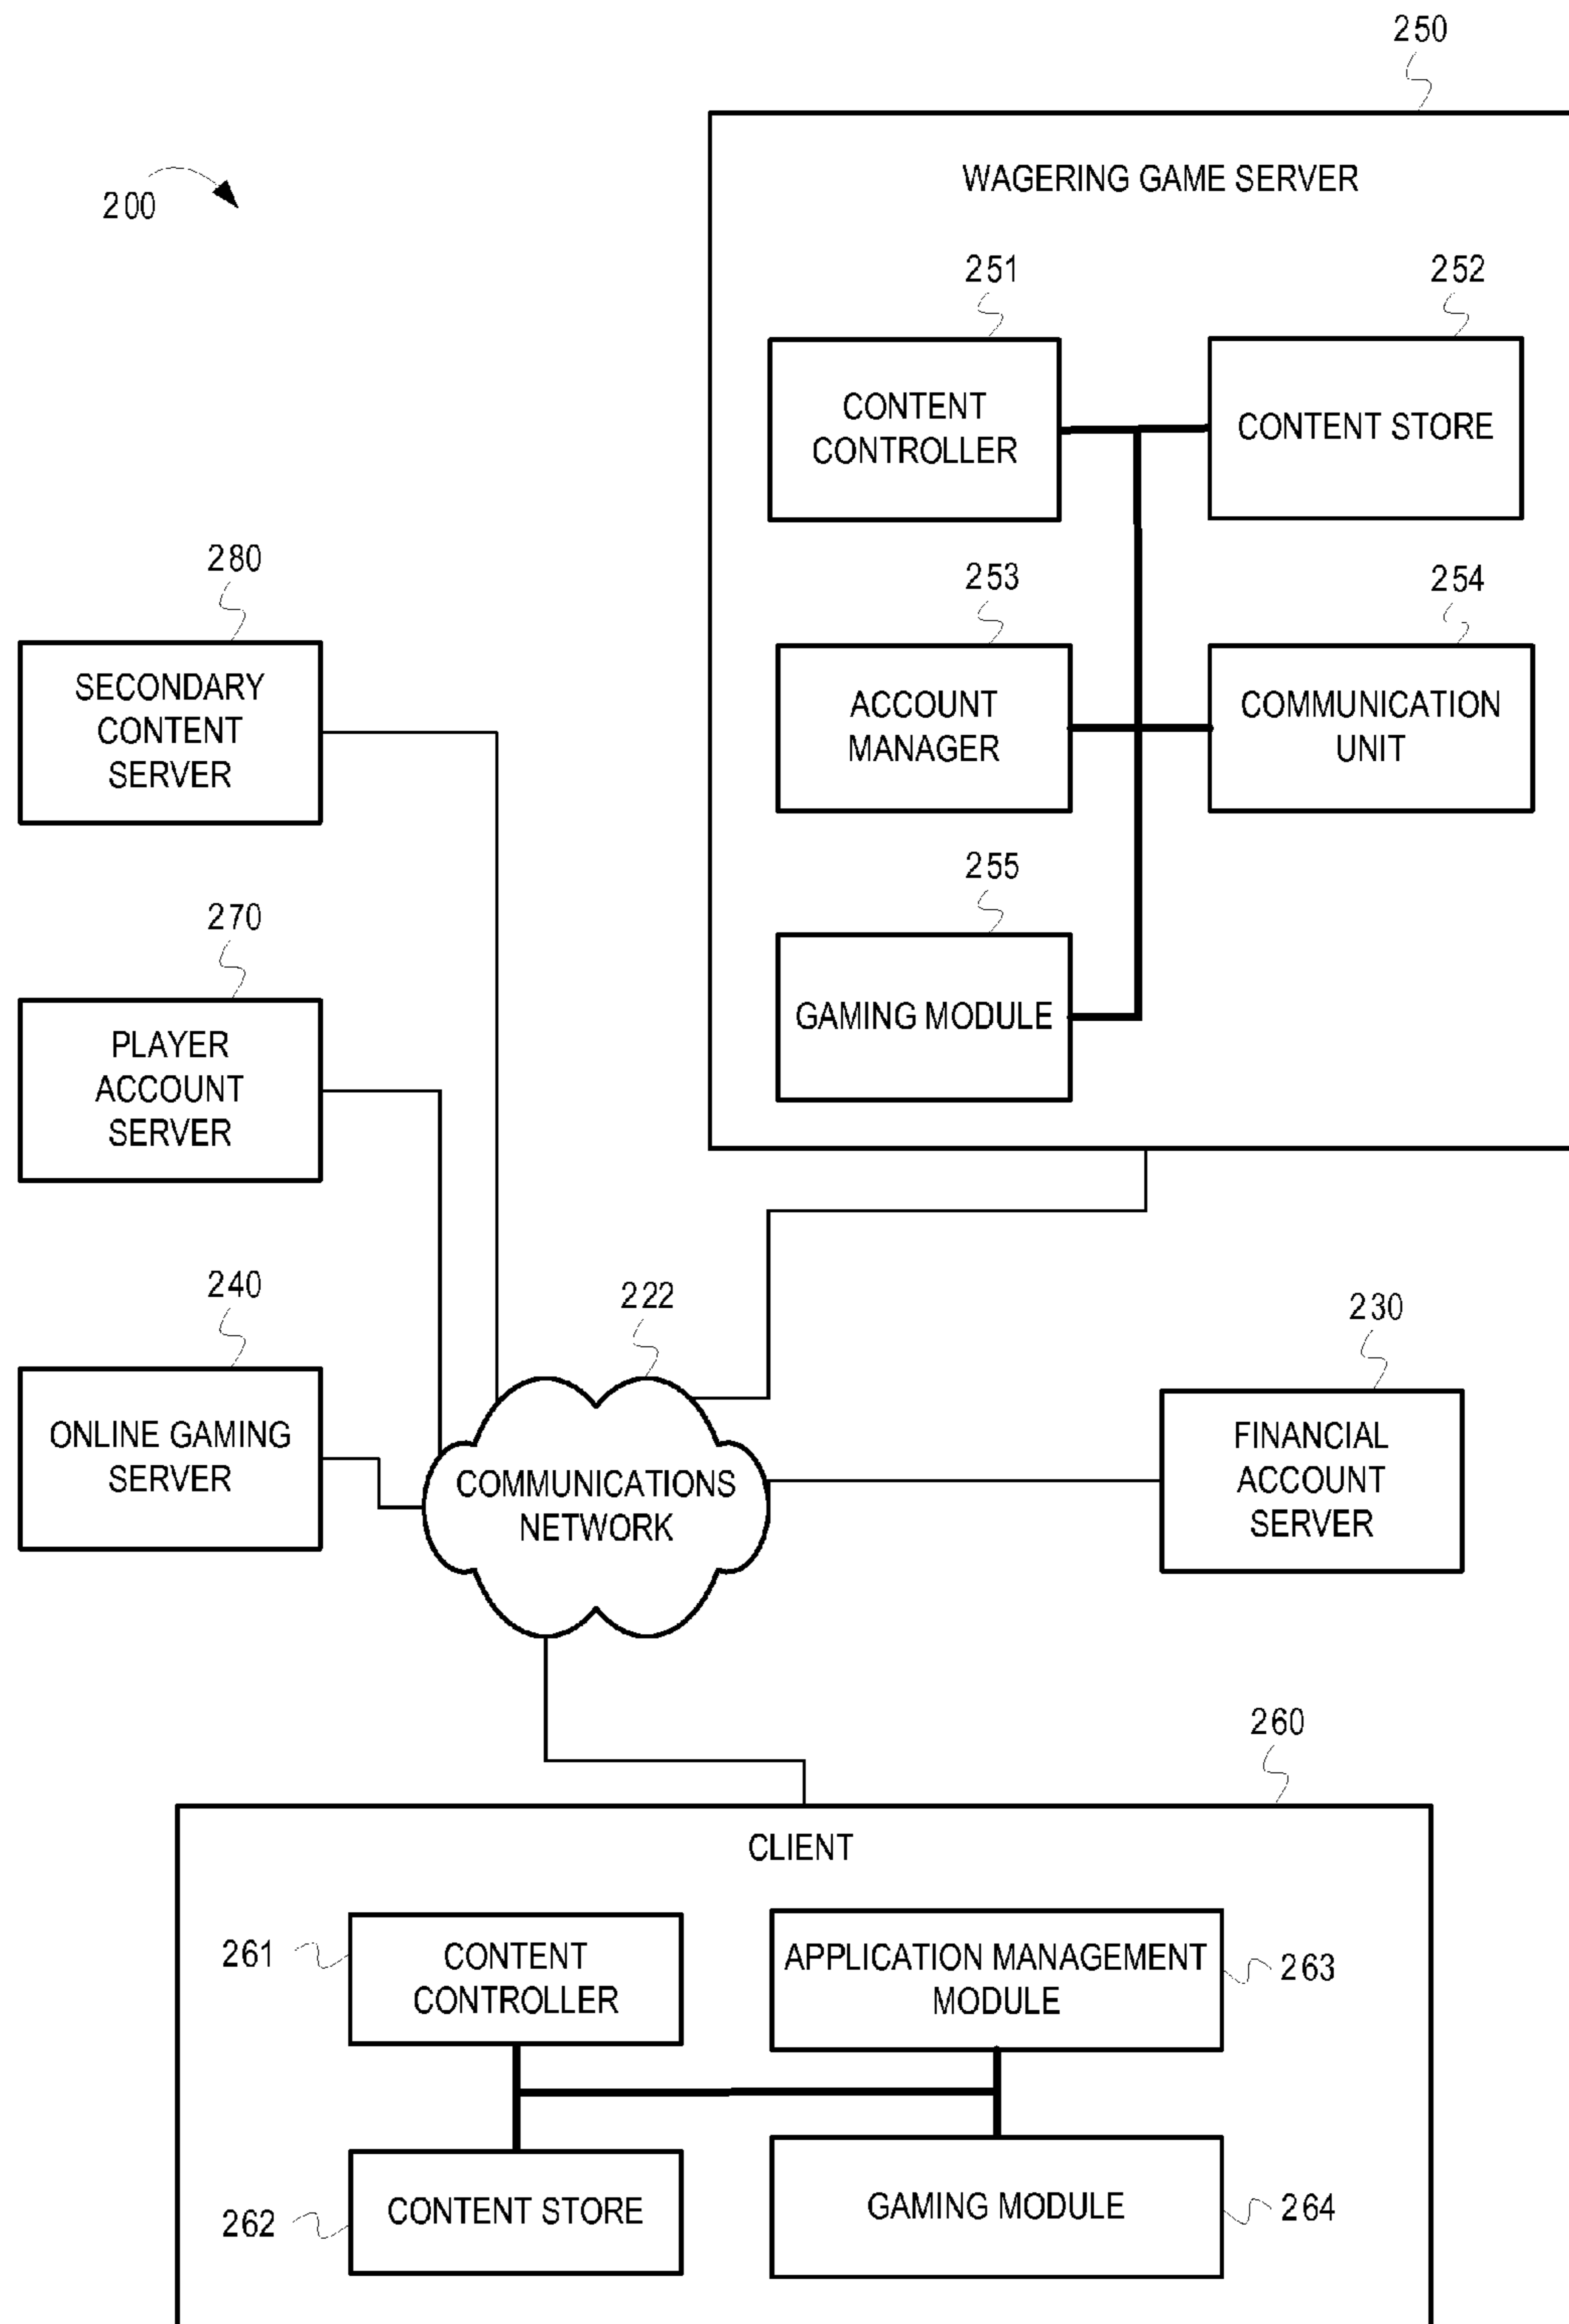 250
WAGERING GAME SERVER
200
251
252
CONTENT
CONTROLLER
CONTENT STORE
280
253
254
SECONDARY
CONTENT
SERVER
ACCOUNT
MANAGER
COMMUNICATION
UNIT
255
270
GAMING MODULE
PLAYER
ACCOUNT
SERVER
240
222
230
ONLINE GAMING
SERVER
COMMUNICATIONS
NETWORK
FINANCIAL
ACCOUNT
SERVER
260
CLIENT
261
CONTENT
CONTROLLER
APPLICATION MANAGEMENT
MODULE
263
262
CONTENT STORE
GAMING MODULE
264